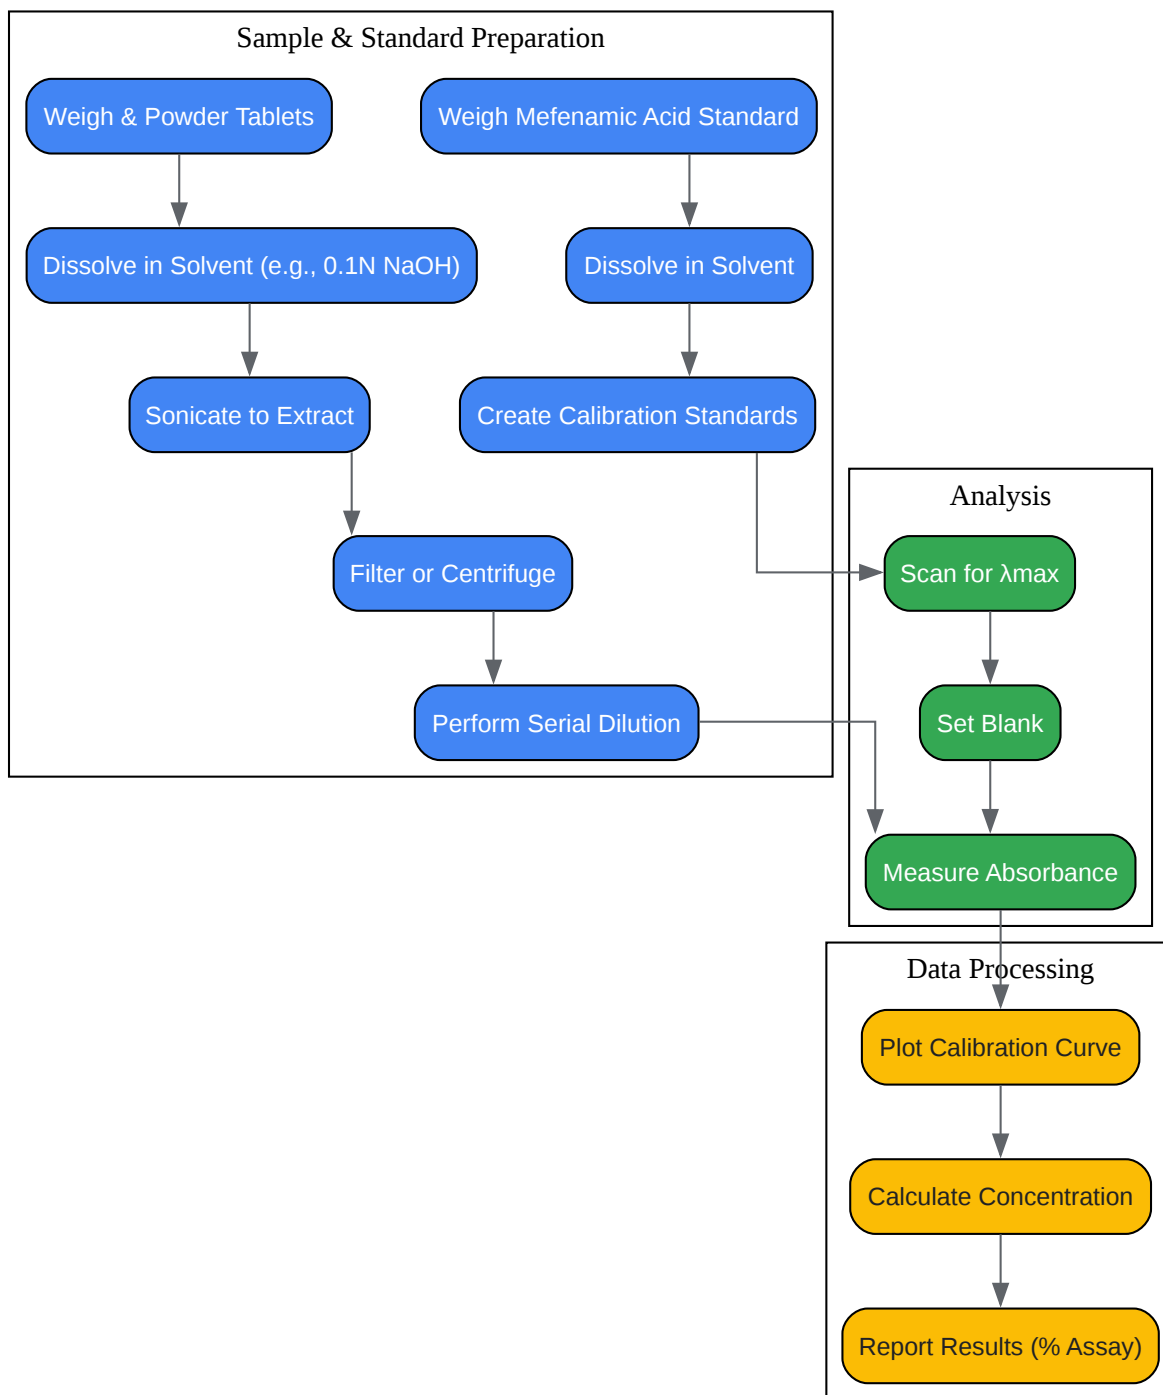 Sample & Standard Preparation
Weigh & Powder Tablets
Weigh Mefenamic Acid Standard
Dissolve in Solvent (e.g., 0.1N NaOH)
Dissolve in Solvent
Sonicate to Extract
Create Calibration Standards
Analysis
Filter or Centrifuge
Scan for λmax
Perform Serial Dilution
Set Blank
Measure Absorbance
Data Processing
Plot Calibration Curve
Calculate Concentration
Report Results (% Assay)